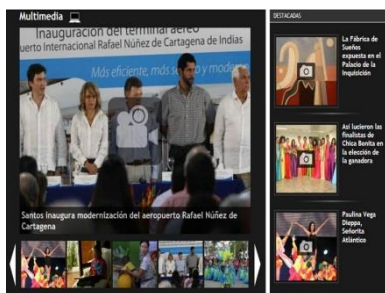 Multimedia
Inauguración del terminal aéreo
uerto Internacional Rafael Núñez de Cartagena de Indias
Más eficiente, más y moder
Santos inaugura modernización del aeropuerto Rafael Núñez de
Cartagena
DESTACADAS
La Fábrica de
Sueños
expuesta en el
Palacio de la
Inquisición
Así lucieron las
finalistas de
Chica Benita en
la elección de
la ganadora
Paulina Vega
Dieppa,
Señorita
Atlántico